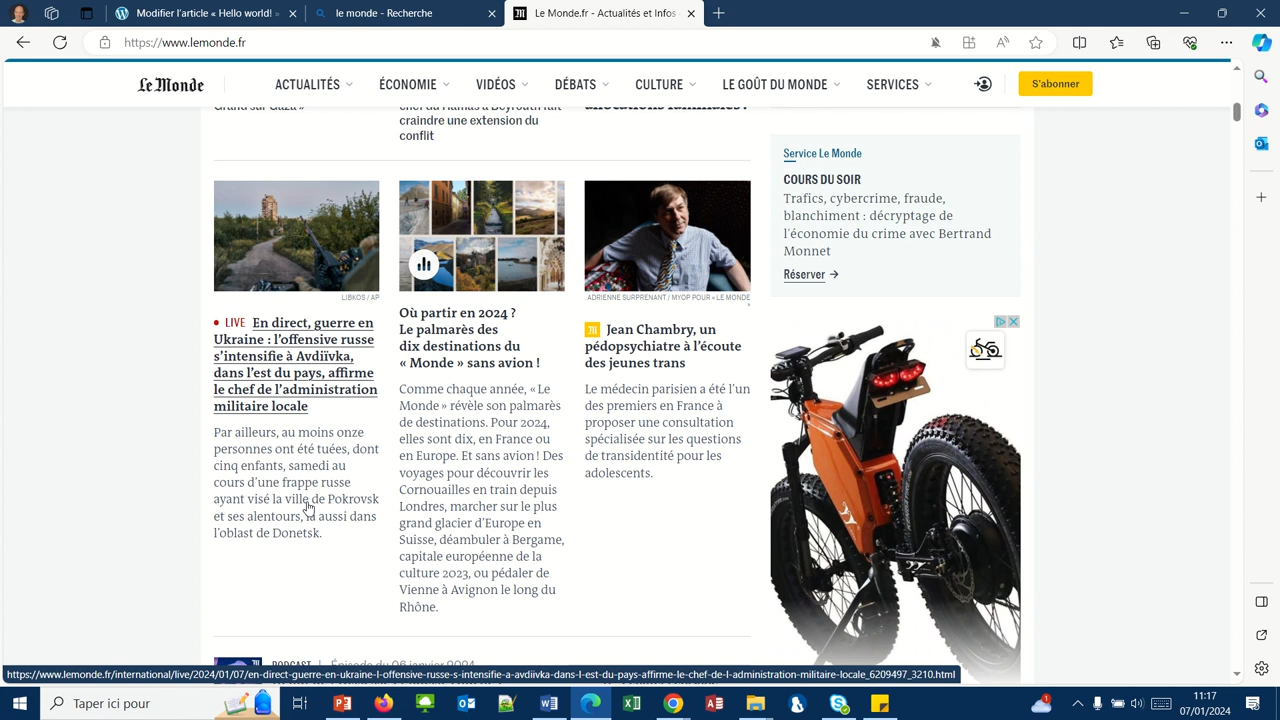 Modifier l'article « Hello world! »
le monde - Recherche
Le Monde.fr - Actualités et Infos
https://www.lemonde.fr
Le Monde
ACTUALITÉS
ÉCONOMIE
VIDÉOS
DÉBATS
CULTURE
LE GOÛT DU MONDE
SERVICES
S'abonner
craindre une extension du
conflit
LIBKOS / AP
LIVE En direct, guerre en
Ukraine : l'offensive russe
s'intensifie à Avdiïvka,
dans l'est du pays, affirme
le chef de l'administration
militaire locale
Par ailleurs, au moins onze
personnes ont été tuées, dont
cinq enfants, samedi au
cours d'une frappe russe
ayant visé la ville de Pokrovsk
et ses alentours, là aussi dans
l'oblast de Donetsk.
Où partir en 2024 ?
Le palmarès des
dix destinations du
« Monde » sans avion !
Comme chaque année, « Le
Monde » révèle son palmarès
de destinations. Pour 2024,
elles sont dix, en France ou
en Europe. Et sans avion ! Des
voyages pour découvrir les
Cornouailles en train depuis
Londres, marcher sur le plus
grand glacier d'Europe en
Suisse, déambuler à Bergame,
capitale européenne de la
culture 2023, ou pédaler de
Vienne à Avignon le long du
Rhône.
ADRIENNE SURPRENANT / MYOP POUR « LE MONDE
»
Jean Chambry, un
pédopsychiatre à l'écoute
des jeunes trans
Le médecin parisien a été l'un
des premiers en France à
proposer une consultation
spécialisée sur les questions
de transidentité pour les
adolescents.
Service Le Monde
COURS DU SOIR
Trafics, cybercrime, fraude,
blanchiment : décryptage de
l'économie du crime avec Bertrand
Monnet
Réserver →
PODCAST | Épisode du 06 janvier 2024
https://www.lemonde.fr/international/live/2024/01/07/en-direct-guerre-en-ukraine-l-offensive-russe-s-intensifie-a-avdiivka-dans-l-est-du-pays-affirme-le-chef-de-l-administration-militaire-locale_6209497_3210.html
Taper ici pour
11:17
07/01/2024